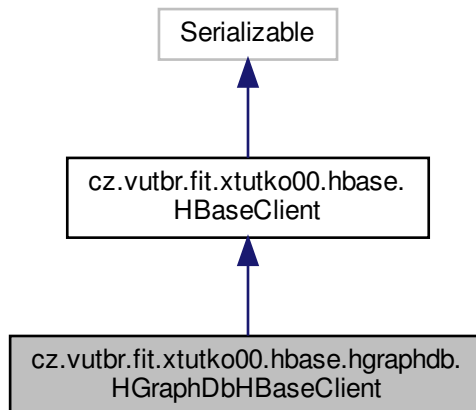 Serializable
cz.vutbr.fit.xtutko00.hbase.
HBaseClient
cz.vutbr.fit.xtutko00.hbase.hgraphdb.
HGraphDbHBaseClient